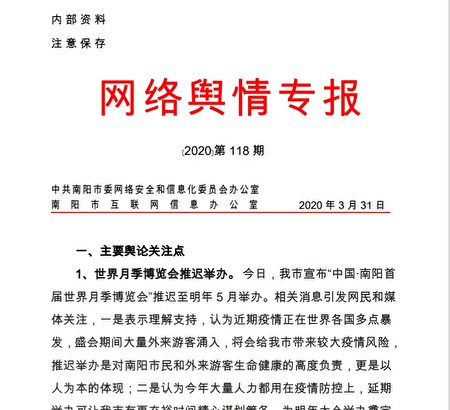 内部资料
注意保存
网络舆情专报
〔2020〕第 118 期
中共南阳市委网络安全和信息化委员会办公室
南阳市互联网信息办公室 2020 年 3 月 31 日
一、主要舆论关注点
1、世界月季博览会推迟举办。今日，我市宣布“中国·南阳首
届世界月季博览会”推迟至明年 5 月举办。相关消息引发网民和媒
体关注，一是表示理解支持，认为近期疫情正在世界各国多点暴
发，盛会期间大量外来游客涌入，将会给我市带来较大疫情风险，
推迟举办是对南阳市民和外来游客生命健康的高度负责，更是以
人为本的体现；二是认为今年大量人力都用在疫情防控上，延期